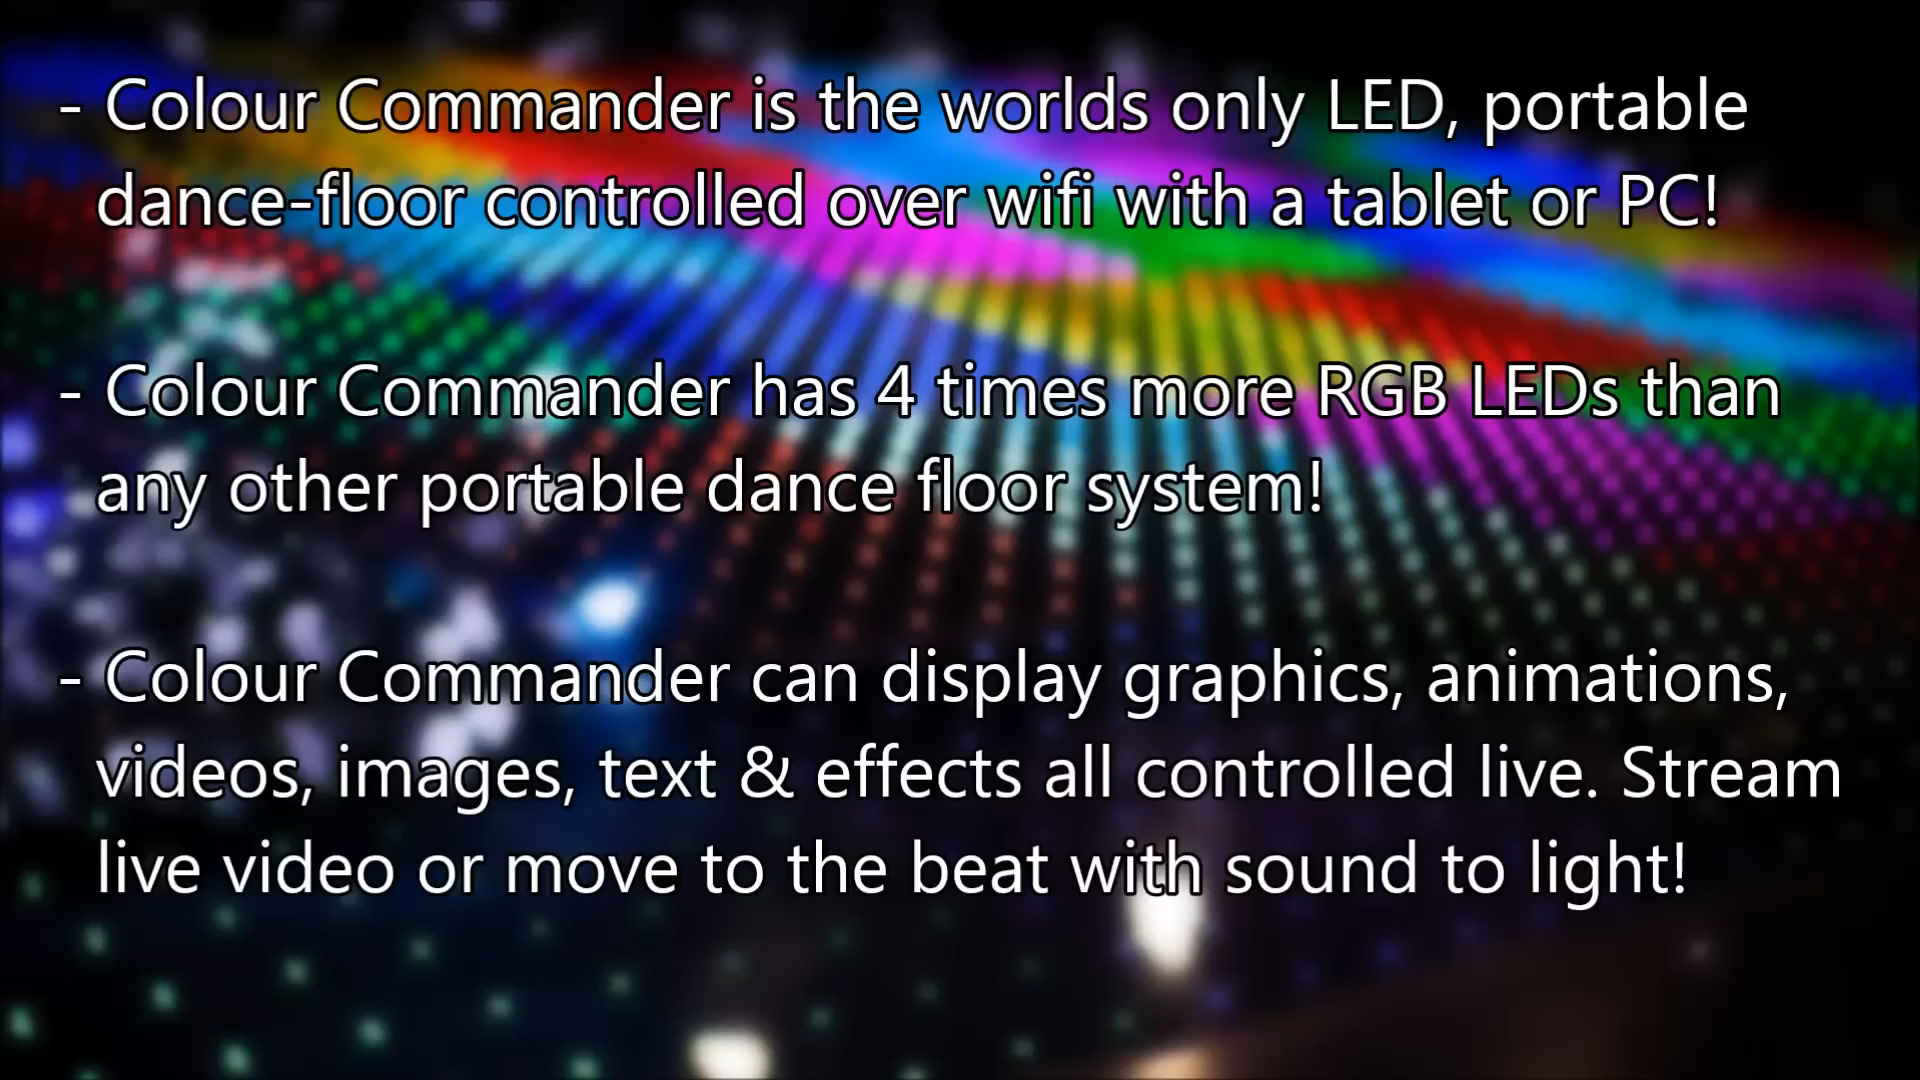 - Colour Commander is the worlds only LED, portable
dance-floor controlled over wifi with a tablet or PC!
- Colour Commander has 4 times more RGB LEDs than
any other portable dance floor system!
- Colour Commander can display graphics, animations,
videos, images, text & effects all controlled live. Stream
live video or move to the beat with sound to light!